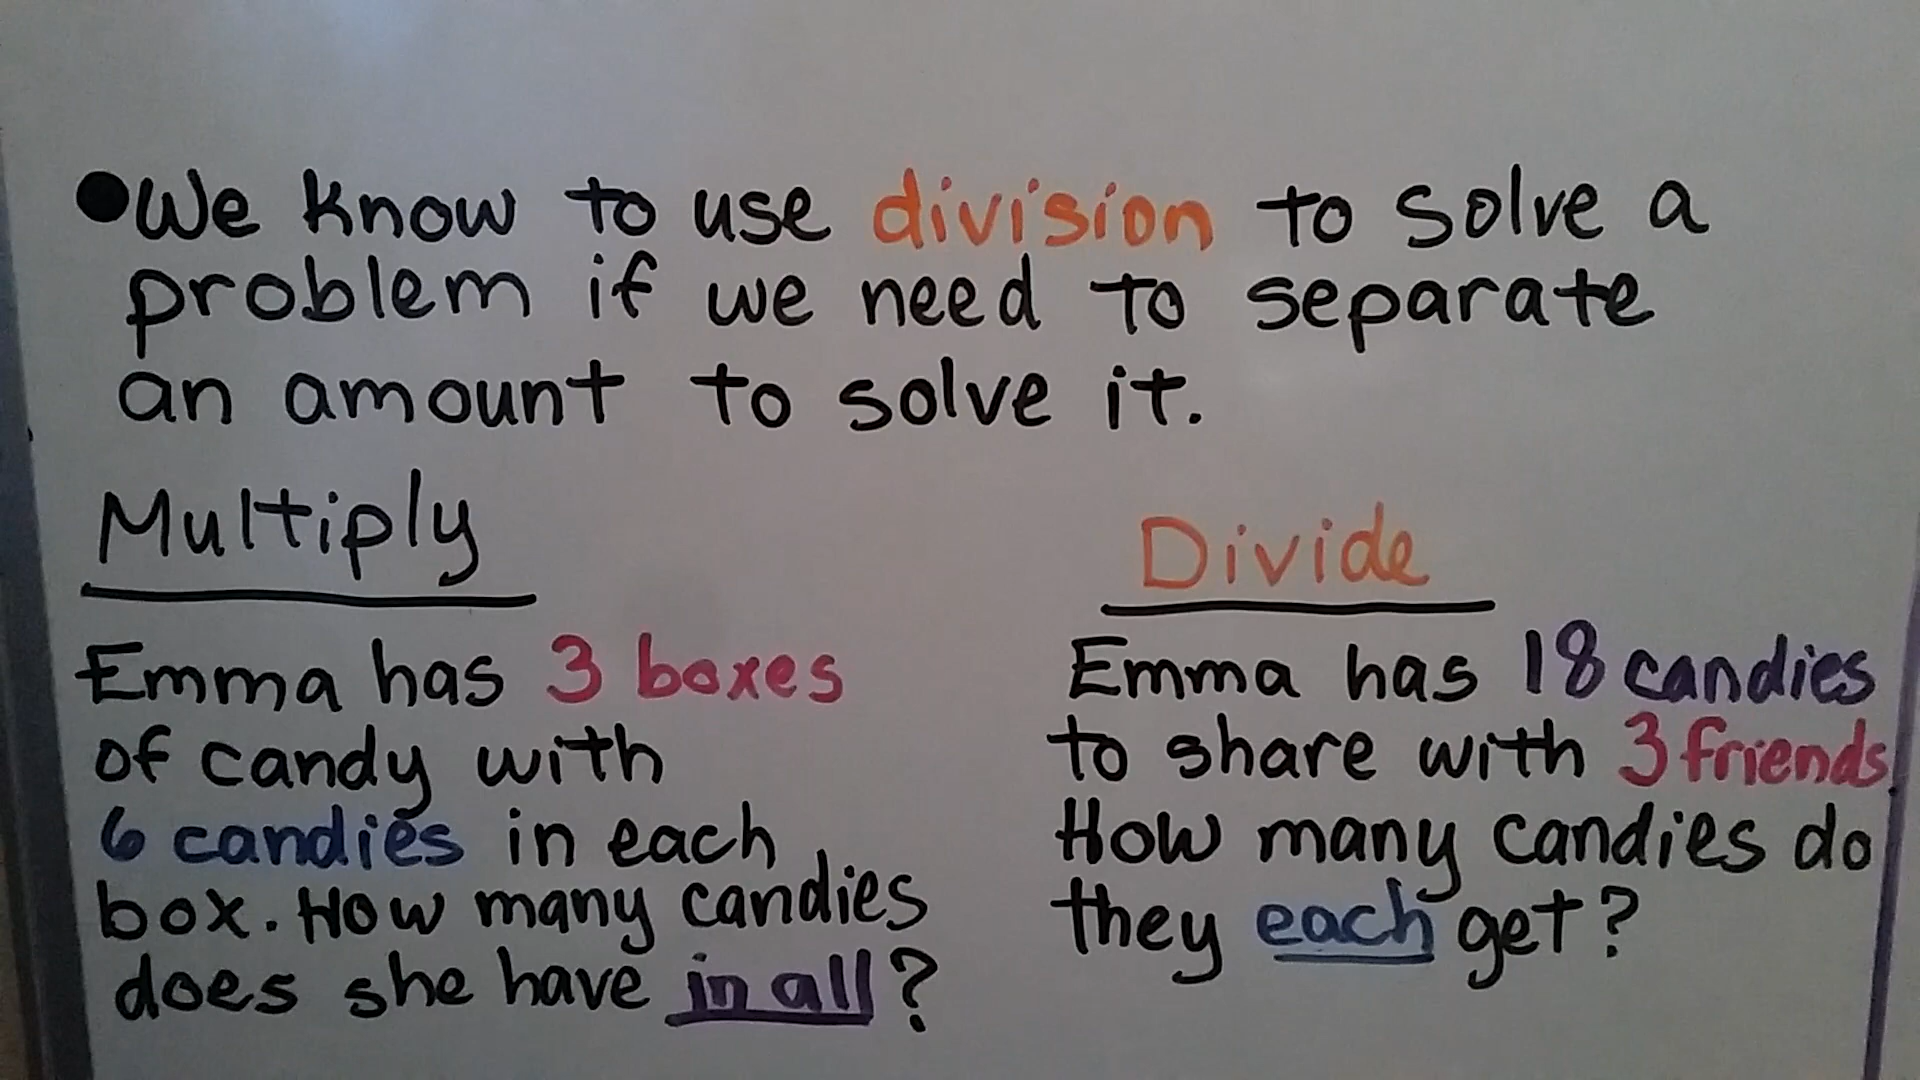 ●We know to use division to solve a
problem if we need to separate
an amount to solve it.
Multiply
Emma has 3 boxes
of candy with
6 candies in each
box. How many candies
does she have in all?
Divide
Emma has 18 candies
to share with 3 friends.
How many candies do
they each get?